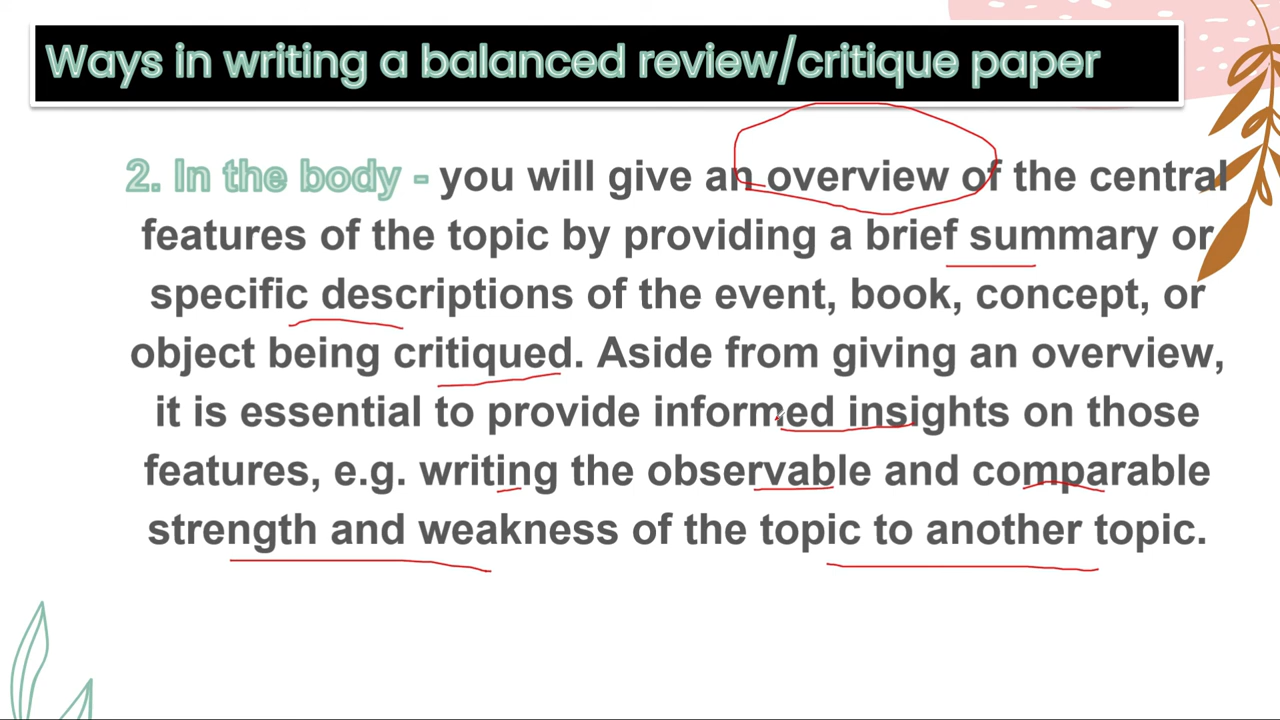 Ways in writing a balanced review/critique paper
2. In the body - you will give an overview of the central
features of the topic by providing a brief summary or
specific descriptions of the event, book, concept, or
object being critiqued. Aside from giving an overview,
it is essential to provide informed insights on those
features, e.g. writing the observable and comparable
strength and weakness of the topic to another topic.